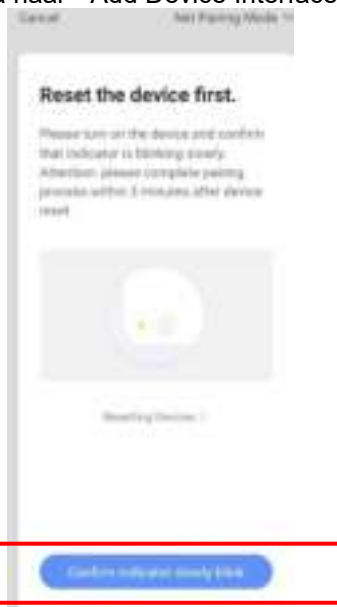 naar "Add Device Interface
Cancel Net Pairing Mode
Reset the device first.
Please turn on the device and confirm
that indicator is blinking slowly.
Attention: please complete pairing
process within 3 minutes after device
reset
Resetting Devices
Confirm indicator slowly blink